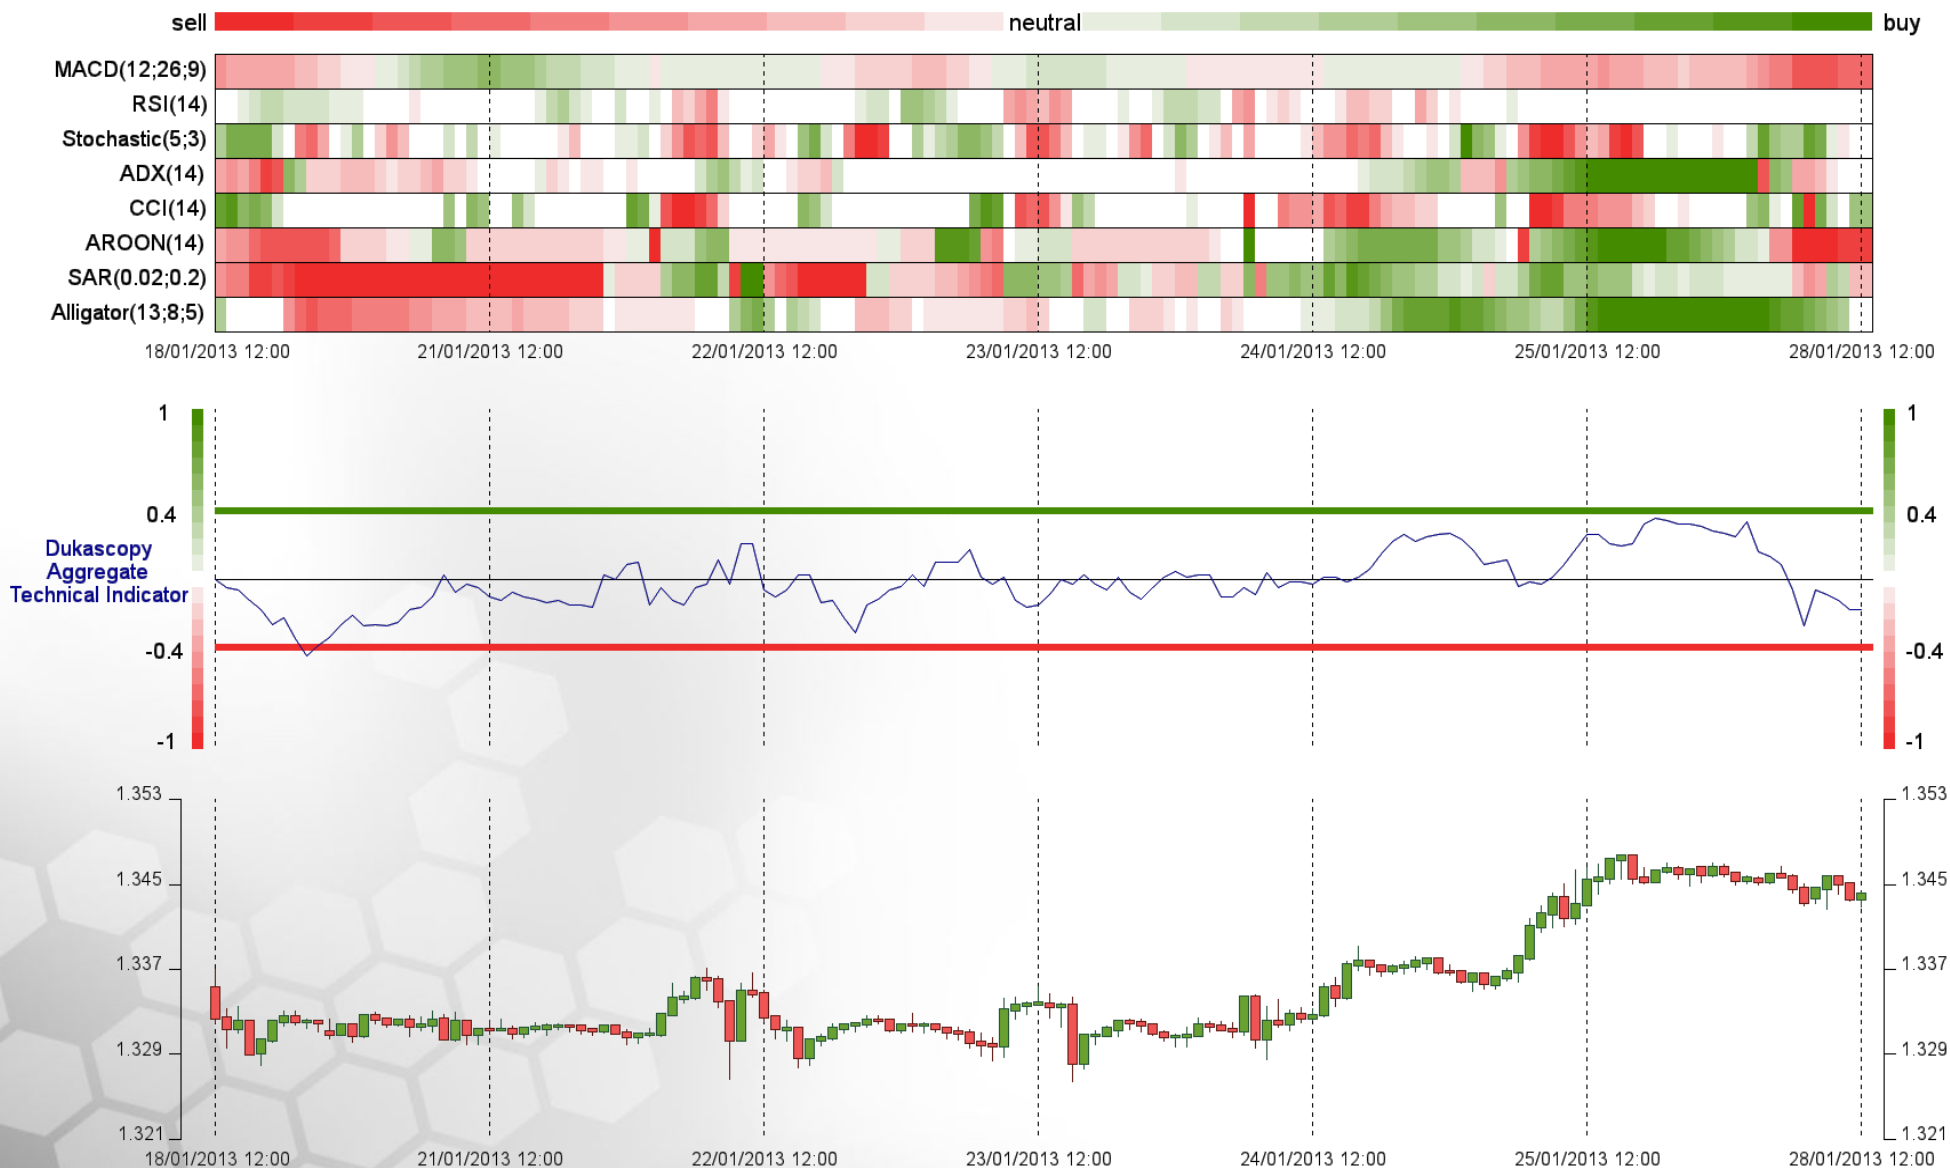 sell neutral buy
MACD(12;26;9)
RSI(14)
Stochastic(5;3)
ADX(14)
CCI(14)
AROON(14)
SAR(0.02;0.2)
Alligator(13;8;5)
18/01/2013 12:00 21/01/2013 12:00 22/01/2013 12:00 23/01/2013 12:00 24/01/2013 12:00 25/01/2013 12:00 28/01/2013 12:00
1 1
0.4 0.4
Dukascopy
Aggregate
Technical Indicator
-0.4 -0.4
-1 -1
1.353 1.353
1.345 1.345
1.337 1.337
1.329 1.329
1.321 1.321
18/01/2013 12:00 21/01/2013 12:00 22/01/2013 12:00 23/01/2013 12:00 24/01/2013 12:00 25/01/2013 12:00 28/01/2013 12:00